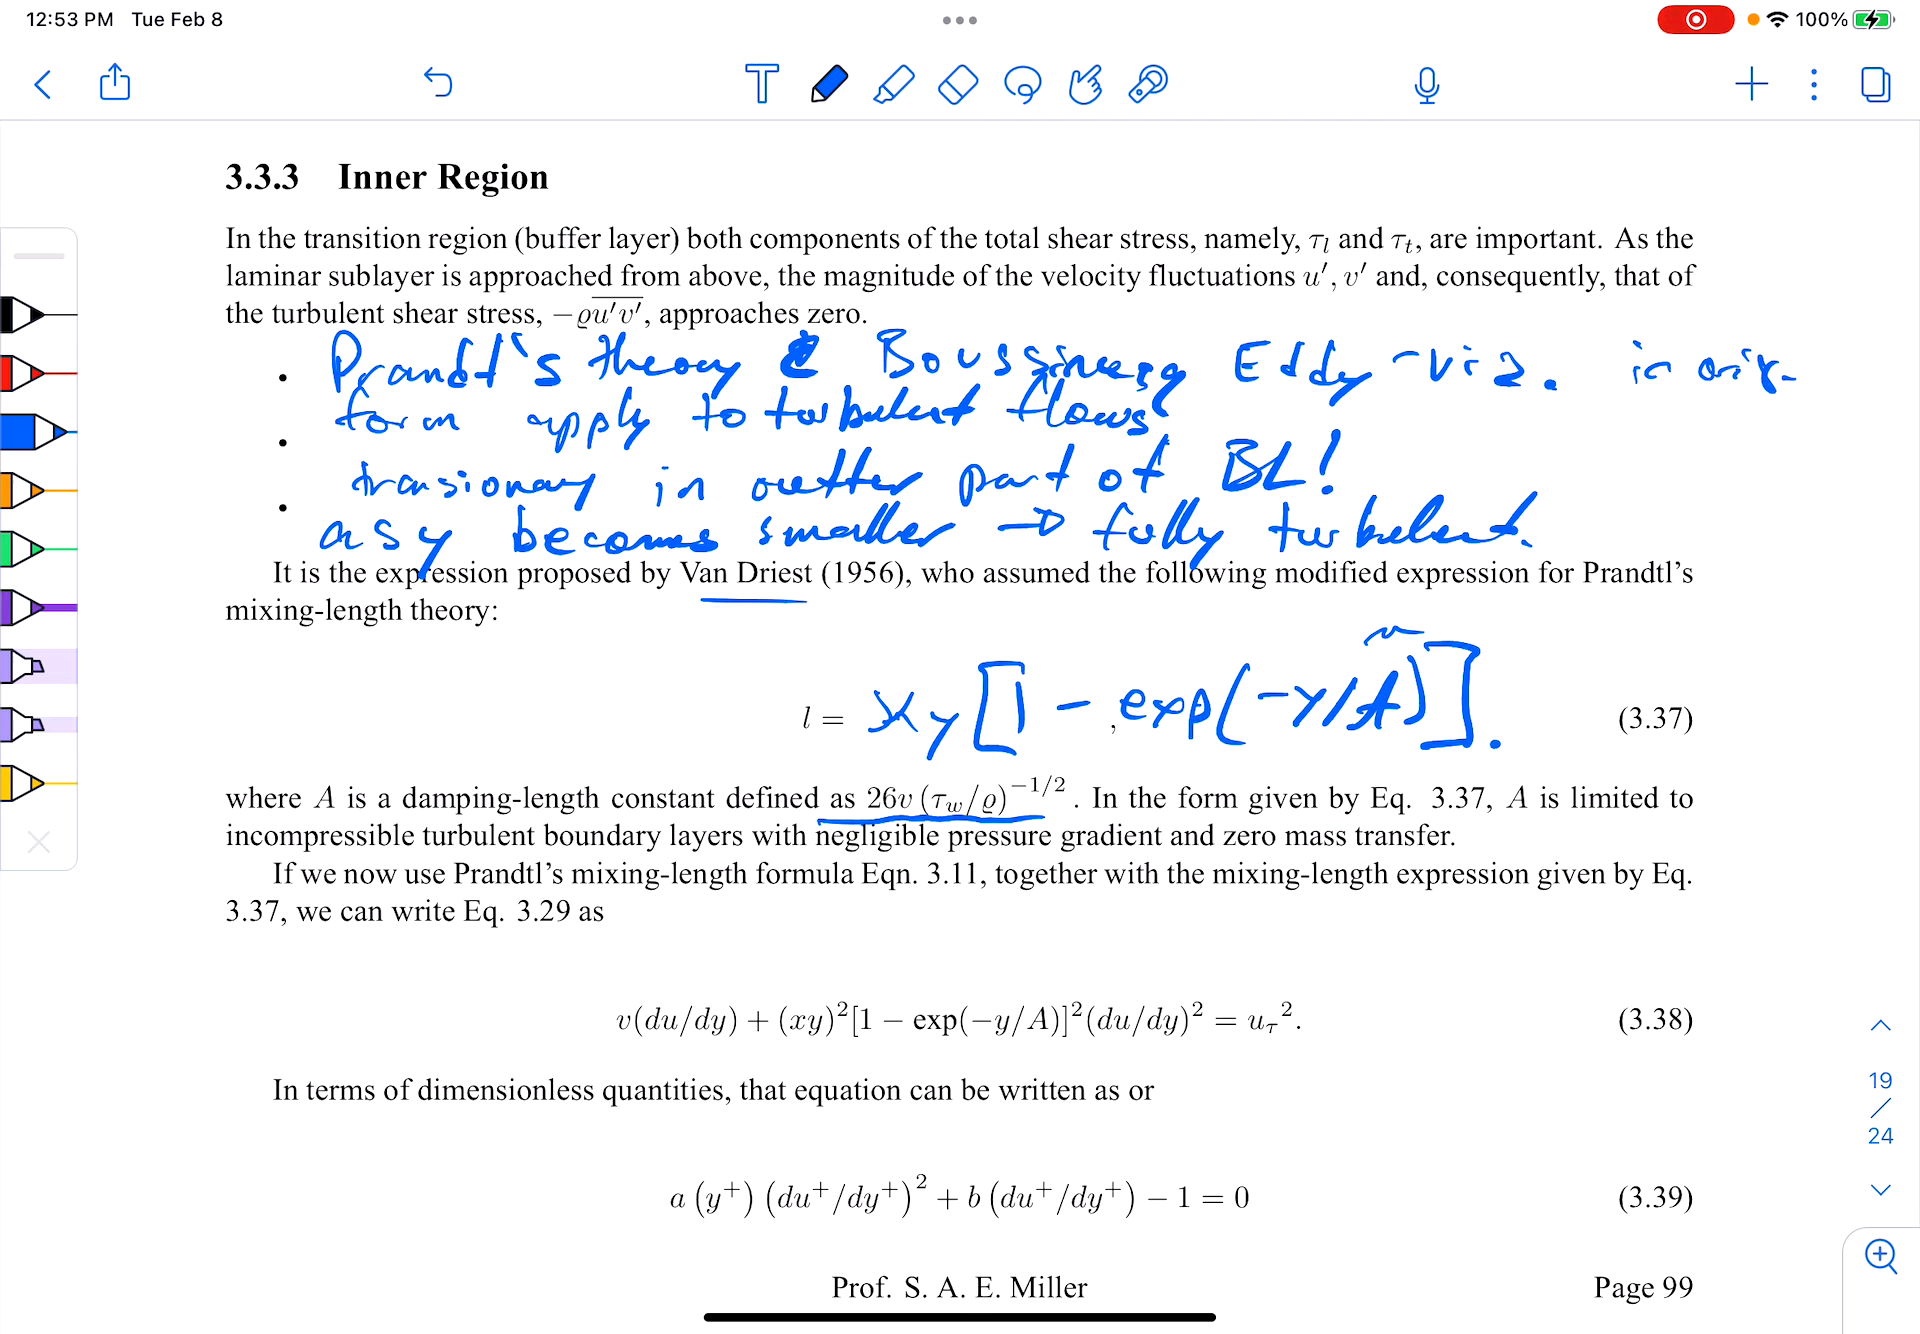 12:53 PM Tue Feb 8
100%
3.3.3 Inner Region
In the transition region (buffer layer) both components of the total shear stress, namely, τₗ and τₜ, are important. As the
laminar sublayer is approached from above, the magnitude of the velocity fluctuations u′, v′ and, consequently, that of
the turbulent shear stress, −ϱu′v′, approaches zero.
• Prandtl's theory & Boussinesq Eddy-Vis. in orig.
form apply to turbulent flows
•
transionary in outter part of BL!
•
as y becomes smaller → fully turbulent.
It is the expression proposed by Van Driest (1956), who assumed the following modified expression for Prandtl's
mixing-length theory:
l = xy [1 − exp(−y/A)]. , (3.37)
where A is a damping-length constant defined as 26v (τ_w/ϱ)^{−1/2}. In the form given by Eq. 3.37, A is limited to
incompressible turbulent boundary layers with negligible pressure gradient and zero mass transfer.
If we now use Prandtl's mixing-length formula Eqn. 3.11, together with the mixing-length expression given by Eq.
3.37, we can write Eq. 3.29 as
v(du/dy) + (xy)²[1 − exp(−y/A)]²(du/dy)² = u_τ². (3.38)
In terms of dimensionless quantities, that equation can be written as or
a (y⁺) (du⁺/dy⁺)² + b (du⁺/dy⁺) − 1 = 0 (3.39)
Prof. S. A. E. Miller Page 99
19
/
24